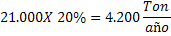 21.000X 20% = 4.200 Ton/año